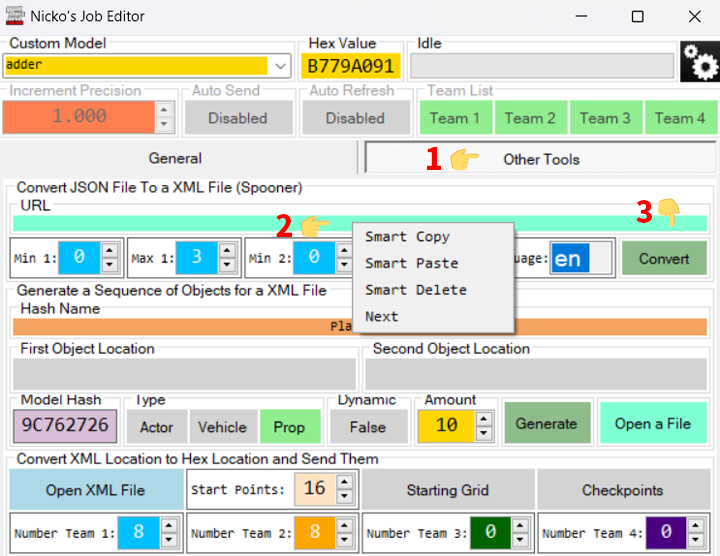 Nicko's Job Editor
Custom Model Hex Value Idle
adder B779A091
Increment Precision Auto Send Auto Refresh Team List
1.000 Disabled Disabled Team 1 Team 2 Team 3 Team 4
General 1 Other Tools
Convert JSON File To a XML File (Spooner)
URL 3
2
Smart Copy
Min 1: 0 Max 1: 3 Min 2: 0 Smart Paste uage: en Convert
Smart Delete
Generate a Sequence of Objects for a XML File
Hash Name Next
Pla
First Object Location Second Object Location
Model Hash Type Dynamic Amount
9C762726 Actor Vehicle Prop False 10 Generate Open a File
Convert XML Location to Hex Location and Send Them
Open XML File Start Points: 16 Starting Grid Checkpoints
Number Team 1: 8 Number Team 2: 8 Number Team 3: 0 Number Team 4: 0